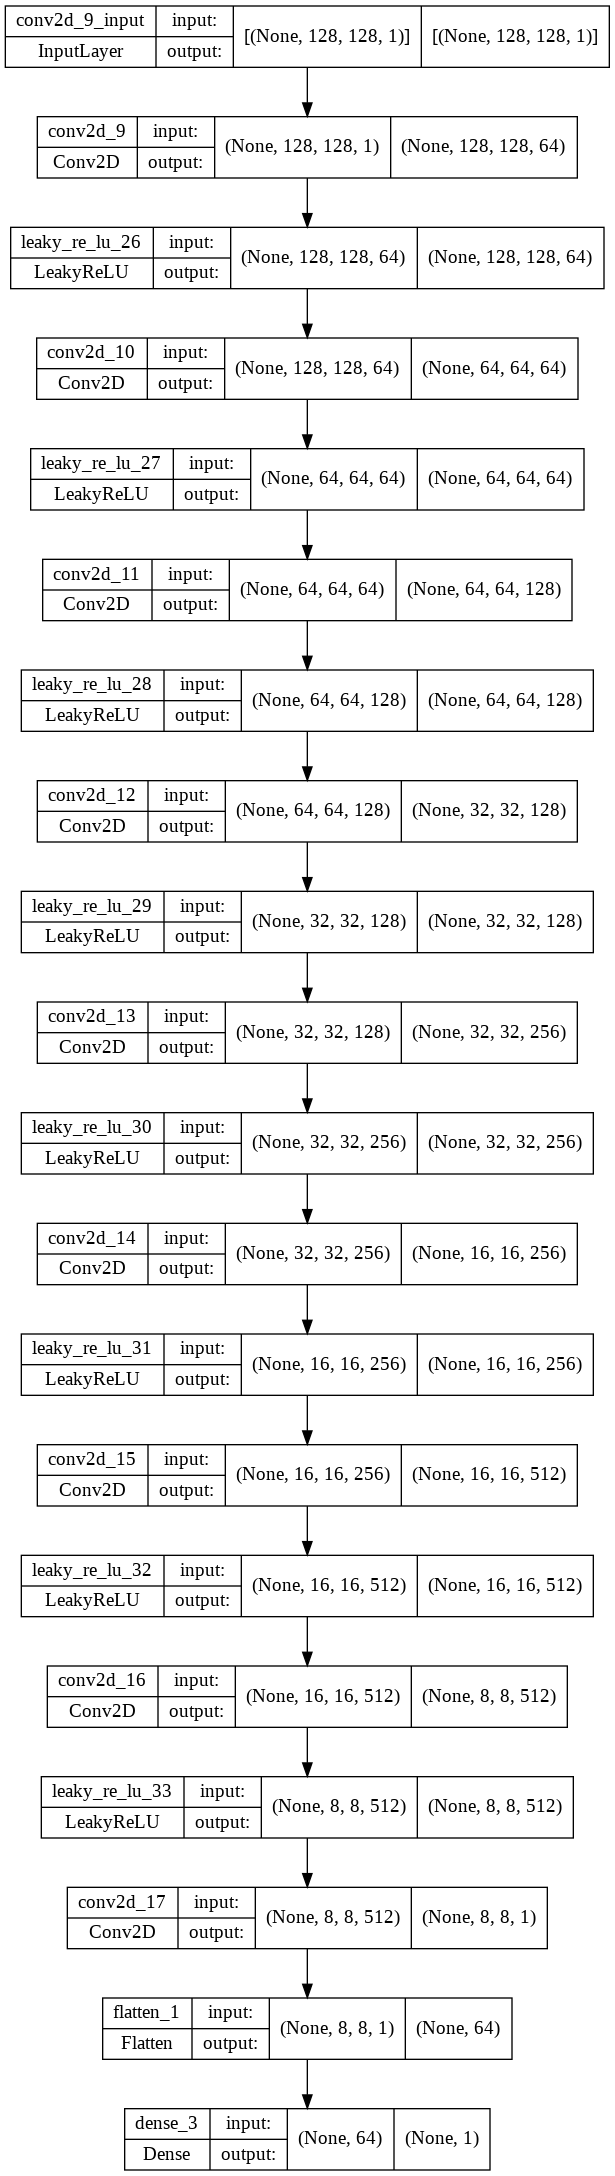 conv2d_9_input input: [(None, 128, 128, 1)] [(None, 128, 128, 1)]
InputLayer output:
conv2d_9 input: (None, 128, 128, 1) (None, 128, 128, 64)
Conv2D output:
leaky_re_lu_26 input: (None, 128, 128, 64) (None, 128, 128, 64)
LeakyReLU output:
conv2d_10 input: (None, 128, 128, 64) (None, 64, 64, 64)
Conv2D output:
leaky_re_lu_27 input: (None, 64, 64, 64) (None, 64, 64, 64)
LeakyReLU output:
conv2d_11 input: (None, 64, 64, 64) (None, 64, 64, 128)
Conv2D output:
leaky_re_lu_28 input: (None, 64, 64, 128) (None, 64, 64, 128)
LeakyReLU output:
conv2d_12 input: (None, 64, 64, 128) (None, 32, 32, 128)
Conv2D output:
leaky_re_lu_29 input: (None, 32, 32, 128) (None, 32, 32, 128)
LeakyReLU output:
conv2d_13 input: (None, 32, 32, 128) (None, 32, 32, 256)
Conv2D output:
leaky_re_lu_30 input: (None, 32, 32, 256) (None, 32, 32, 256)
LeakyReLU output:
conv2d_14 input: (None, 32, 32, 256) (None, 16, 16, 256)
Conv2D output:
leaky_re_lu_31 input: (None, 16, 16, 256) (None, 16, 16, 256)
LeakyReLU output:
conv2d_15 input: (None, 16, 16, 256) (None, 16, 16, 512)
Conv2D output:
leaky_re_lu_32 input: (None, 16, 16, 512) (None, 16, 16, 512)
LeakyReLU output:
conv2d_16 input: (None, 16, 16, 512) (None, 8, 8, 512)
Conv2D output:
leaky_re_lu_33 input: (None, 8, 8, 512) (None, 8, 8, 512)
LeakyReLU output:
conv2d_17 input: (None, 8, 8, 512) (None, 8, 8, 1)
Conv2D output:
flatten_1 input: (None, 8, 8, 1) (None, 64)
Flatten output:
dense_3 input: (None, 64) (None, 1)
Dense output: